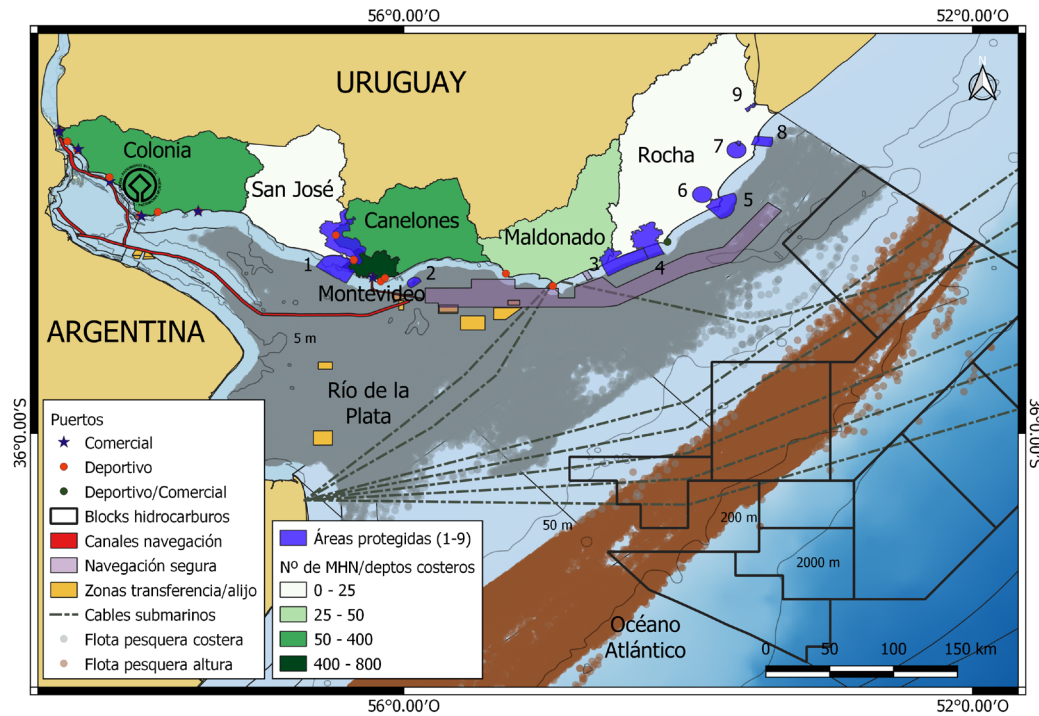 56°0.00'O
52°0.00'O
URUGUAY
N
9
8
7
Colonia
Rocha
San José
6
5
Canelones
Maldonado
3
4
1
2
Montevideo
ARGENTINA
5 m
Río de la
Plata
36°0.00'S
36°0.00'S
Puertos
Comercial
Deportivo
Deportivo/Comercial
Blocks hidrocarburos
Canales navegación
Navegación segura
Zonas transferencia/alijo
Cables submarinos
Flota pesquera costera
Flota pesquera altura
Áreas protegidas (1-9)
Nº de MHN/deptos costeros
0 - 25
25 - 50
50 - 400
400 - 800
50 m
200 m
2000 m
Océano
Atlántico
0 50 100 150 km
56°0.00'O
52°0.00'O